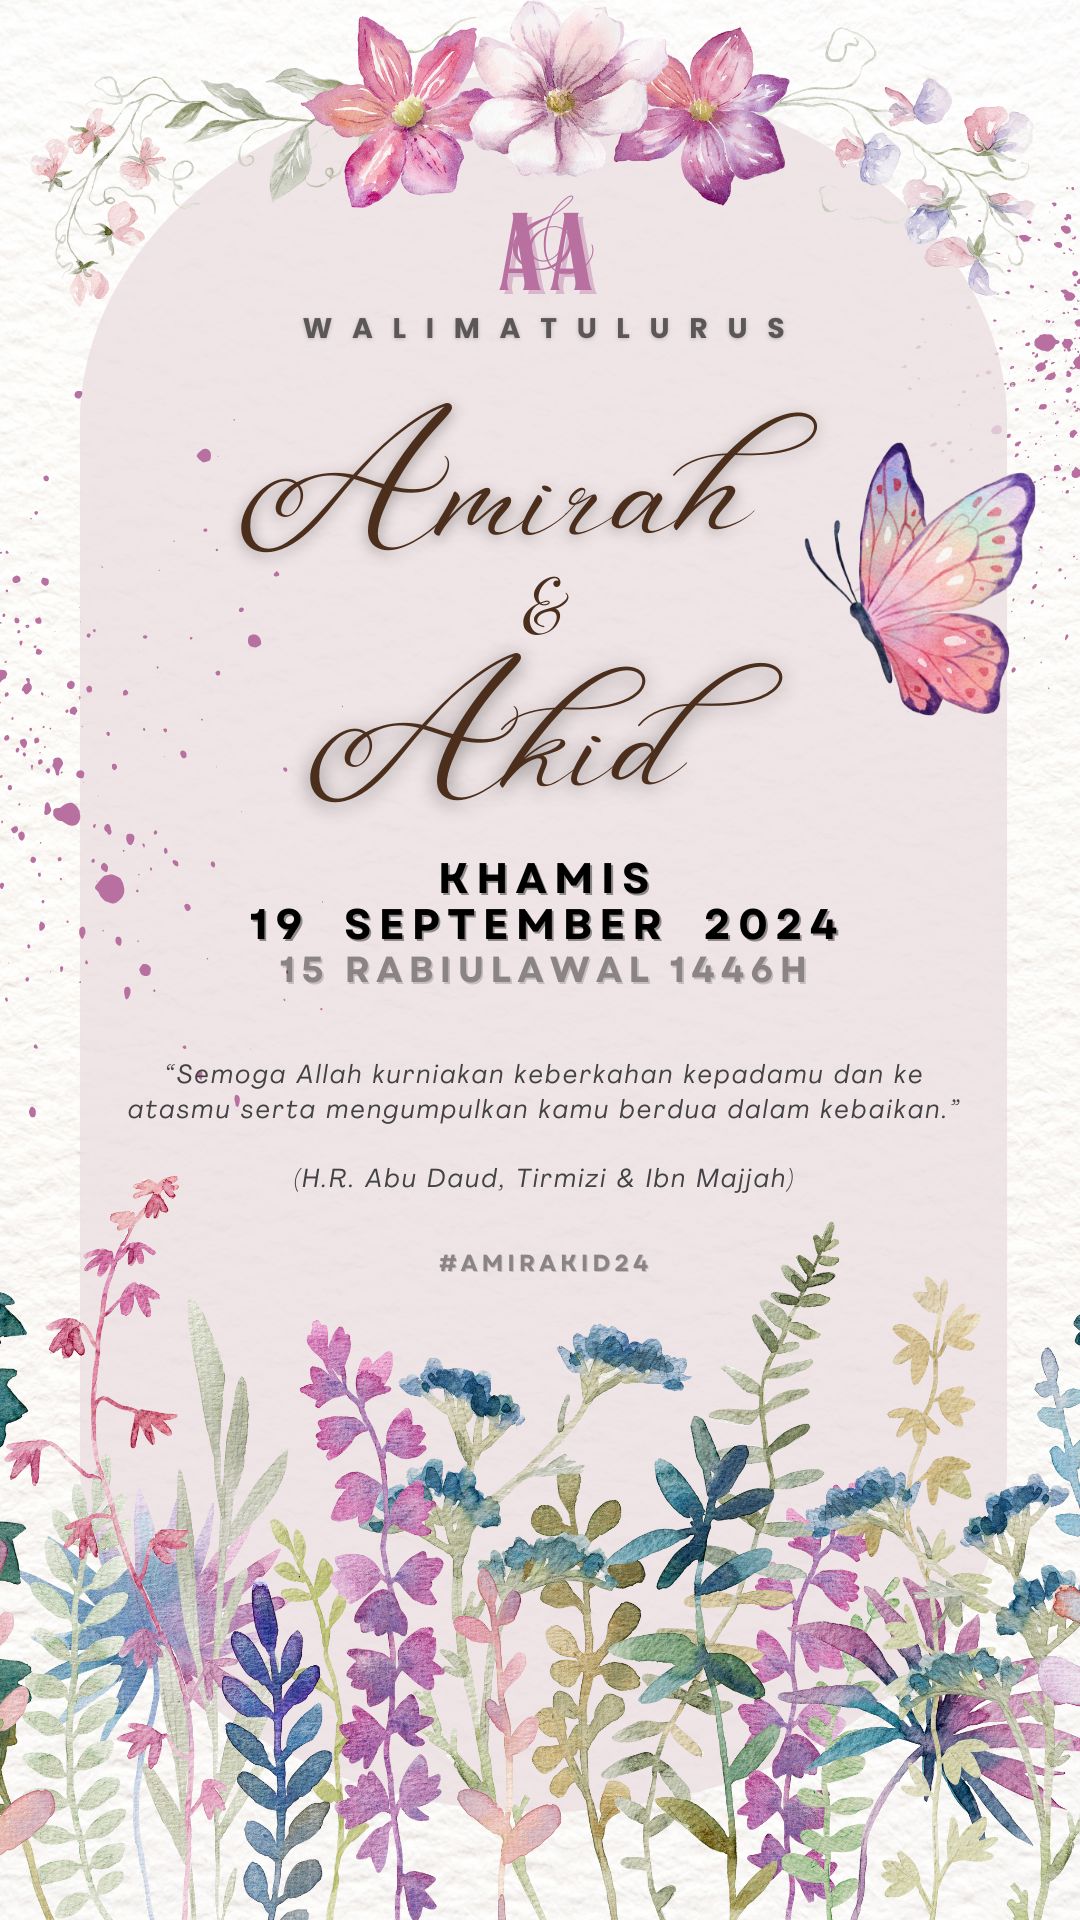 A&A
WALIMATULURUS
Amirah
&
Akid
KHAMIS
19 SEPTEMBER 2024
15 RABIULAWAL 1446H
“Semoga Allah kurniakan keberkahan kepadamu dan ke
atasmu serta mengumpulkan kamu berdua dalam kebaikan.”
(H.R. Abu Daud, Tirmizi & Ibn Majjah)
#AMIRAKID24